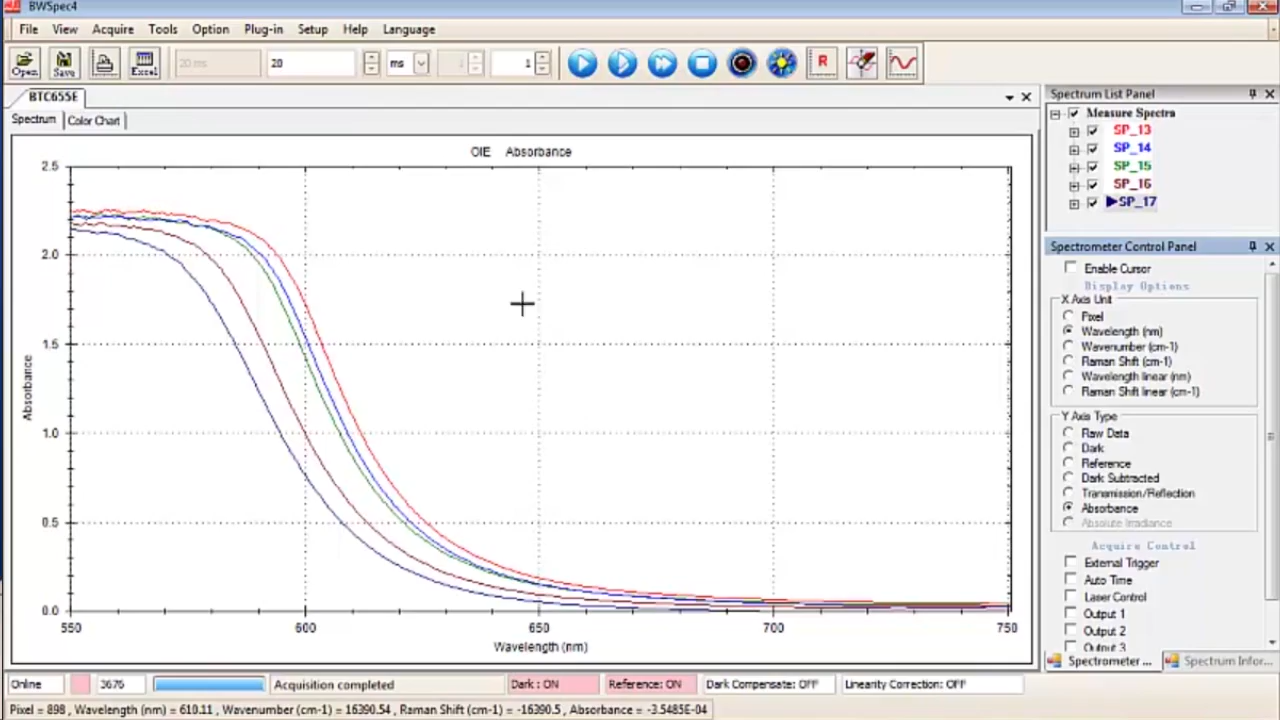 BWSpec4
File View Acquire Tools Option Plug-in Setup Help Language
Open Save Excel 20 ms 20 ms 1 1 R
BTC655E
Spectrum Color Chart
OIE Absorbance
2.5
2.0
1.5
1.0
0.5
0.0
Absorbance
550 600 650 700 750
Wavelength (nm)
Spectrum List Panel
Measure Spectra
SP_13
SP_14
SP_15
SP_16
SP_17
Spectrometer Control Panel
Enable Cursor
Display Options
X Axis Unit
Pixel
Wavelength (nm)
Wavenumber (cm-1)
Raman Shift (cm-1)
Wavelength linear (nm)
Raman Shift linear (cm-1)
Y Axis Type
Raw Data
Dark
Reference
Dark Subtracted
Transmission/Reflection
Absorbance
Absolute Irradiance
Acquire Control
External Trigger
Auto Time
Laser Control
Output 1
Output 2
Output 3
Spectrometer ... Spectrum Infor...
Online 3676 Acquisition completed Dark : ON Reference: ON Dark Compensate: OFF Linearity Correction: OFF
Pixel = 898 , Wavelength (nm) = 610.11 , Wavenumber (cm-1) = 16390.54 , Raman Shift (cm-1) = -16390.5 , Absorbance = -3.5485E-04